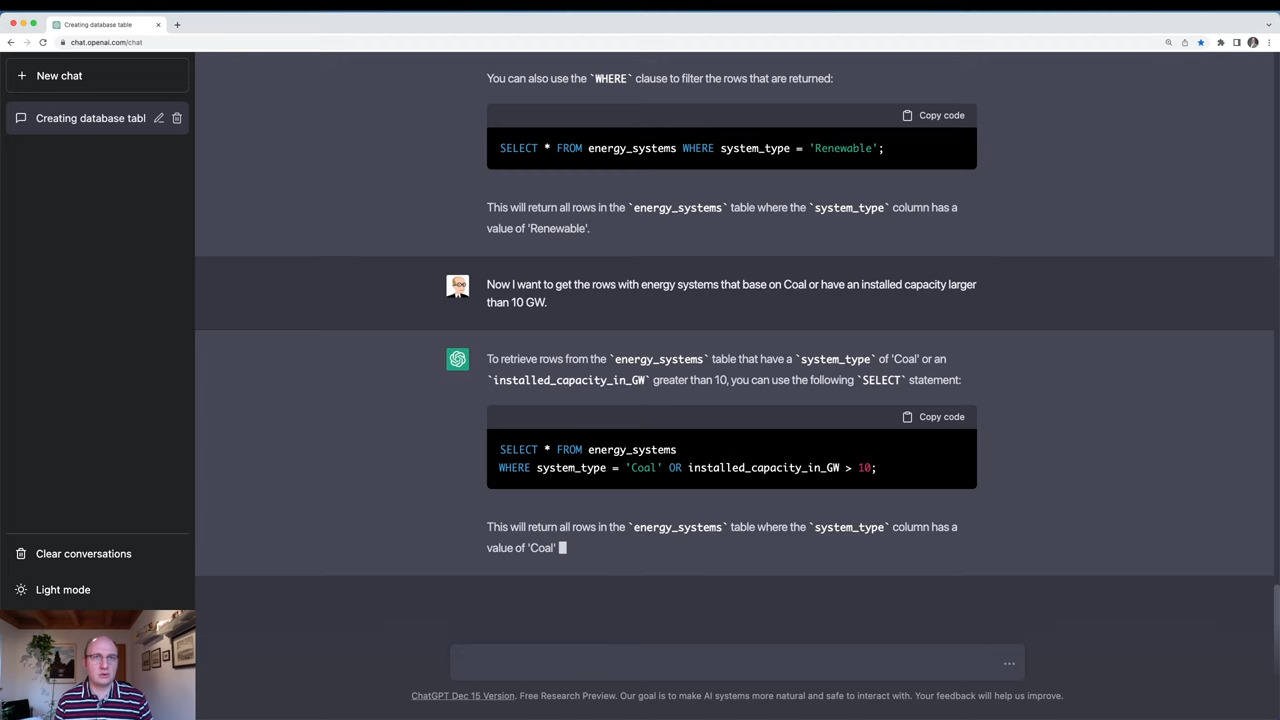 Creating database table
chat.openai.com/chat
New chat
Creating database tabl
Clear conversations
Light mode
You can also use the `WHERE` clause to filter the rows that are returned:
Copy code
SELECT * FROM energy_systems WHERE system_type = 'Renewable';
This will return all rows in the `energy_systems` table where the `system_type` column has a
value of 'Renewable'.
Now I want to get the rows with energy systems that base on Coal or have an installed capacity larger
than 10 GW.
To retrieve rows from the `energy_systems` table that have a `system_type` of 'Coal' or an
`installed_capacity_in_GW` greater than 10, you can use the following `SELECT` statement:
Copy code
SELECT * FROM energy_systems
WHERE system_type = 'Coal' OR installed_capacity_in_GW > 10;
This will return all rows in the `energy_systems` table where the `system_type` column has a
value of 'Coal'
ChatGPT Dec 15 Version. Free Research Preview. Our goal is to make AI systems more natural and safe to interact with. Your feedback will help us improve.